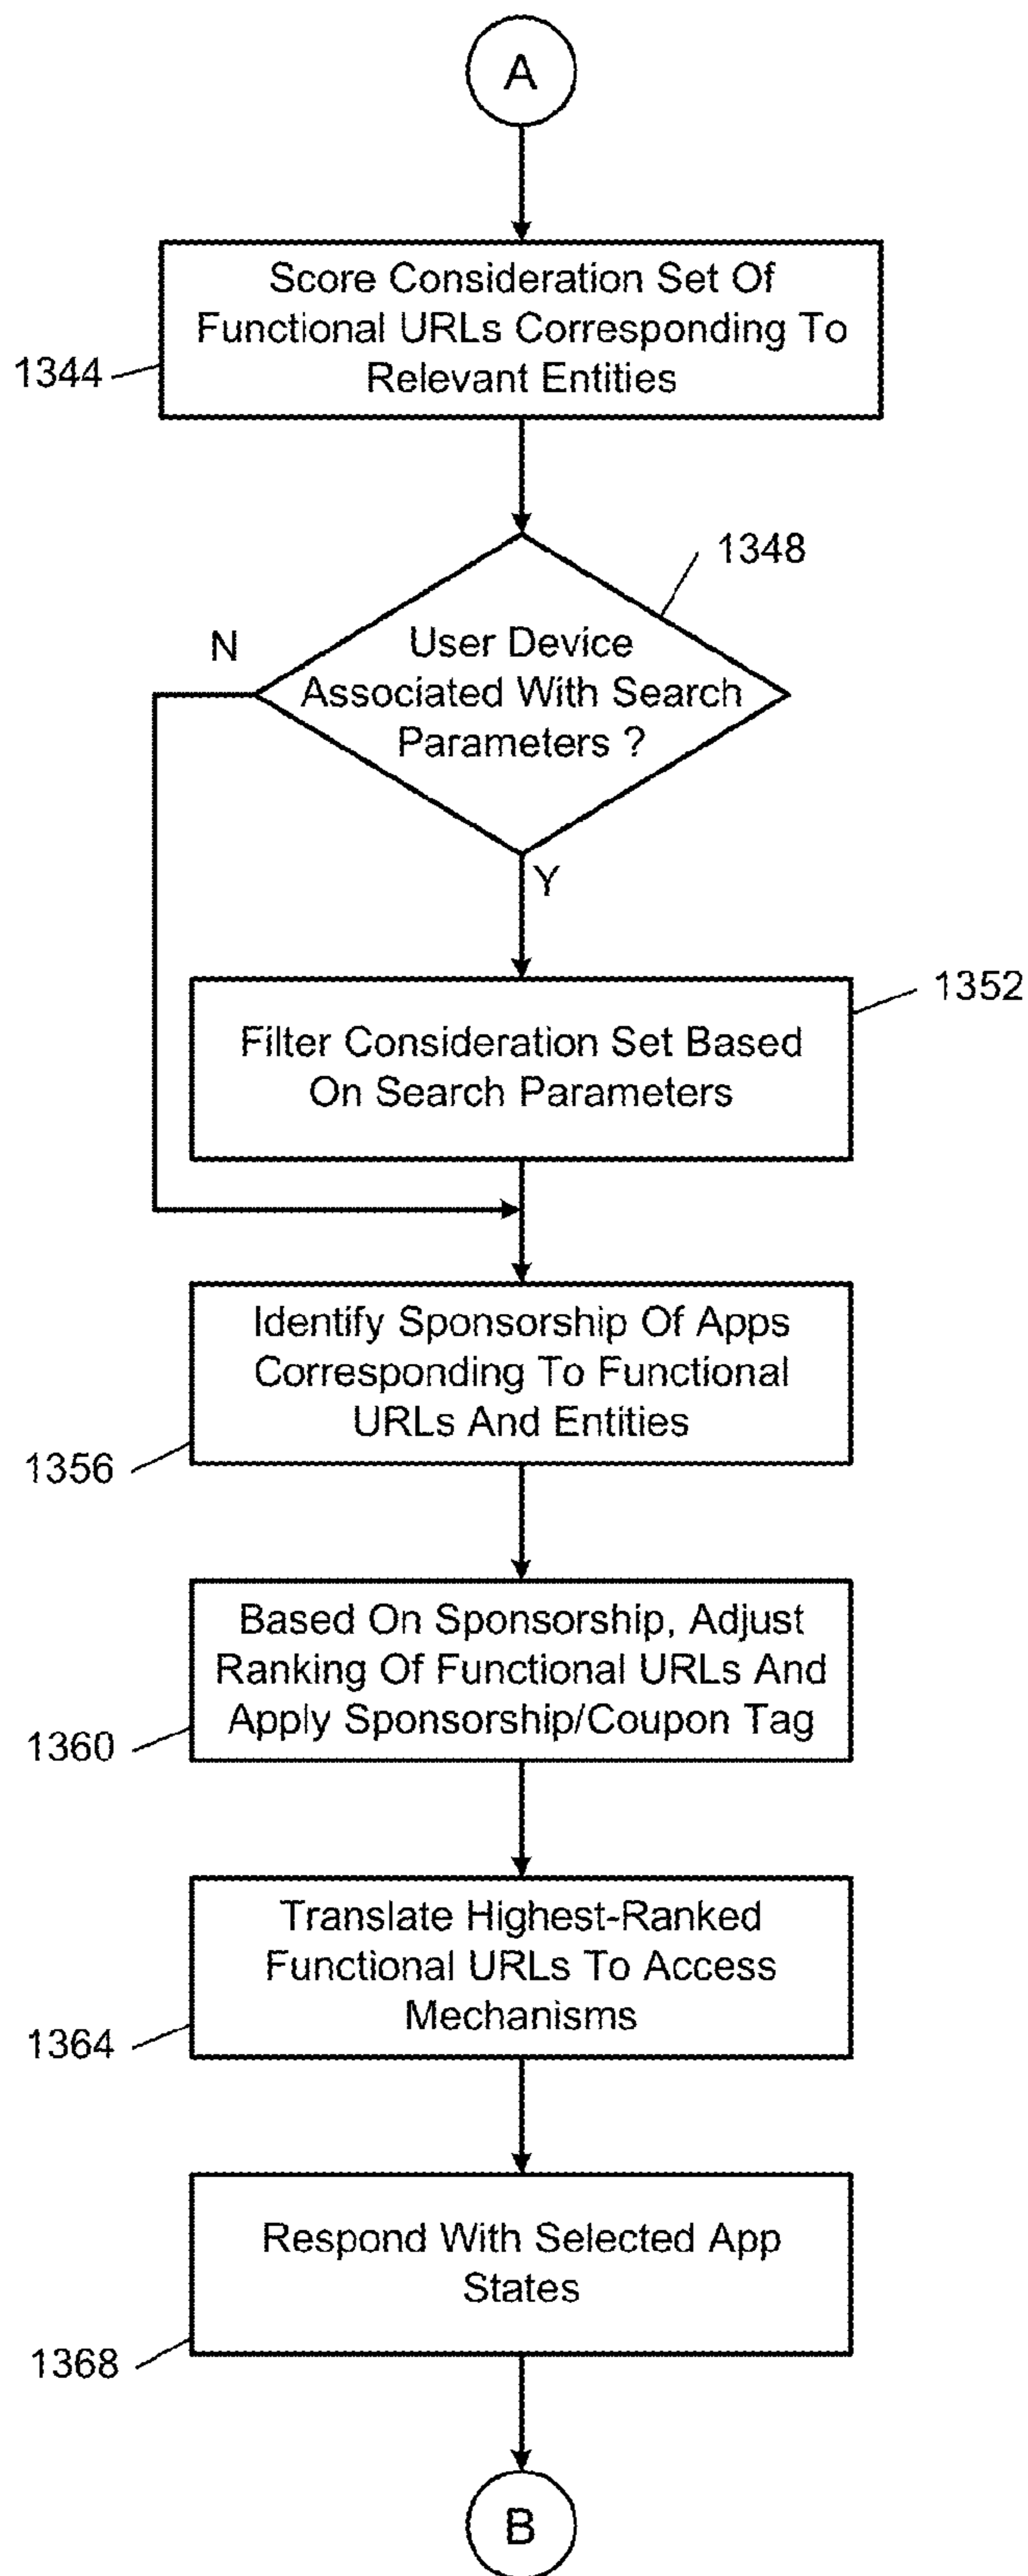 A
Score Consideration Set Of
Functional URLs Corresponding To
Relevant Entities
1344
1348
N
User Device
Associated With Search
Parameters ?
Y
1352
Filter Consideration Set Based
On Search Parameters
Identify Sponsorship Of Apps
Corresponding To Functional
URLs And Entities
1356
Based On Sponsorship, Adjust
Ranking Of Functional URLs And
Apply Sponsorship/Coupon Tag
1360
Translate Highest-Ranked
Functional URLs To Access
Mechanisms
1364
Respond With Selected App
States
1368
B